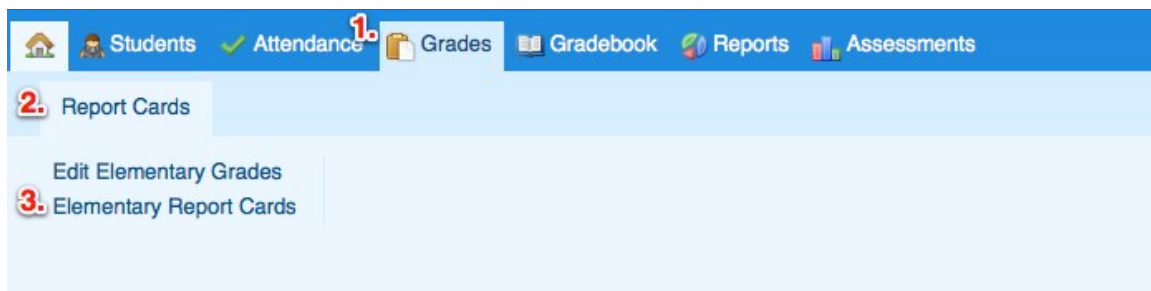 Students Attendance 1. Grades Gradebook Reports Assessments
2. Report Cards
Edit Elementary Grades
3. Elementary Report Cards